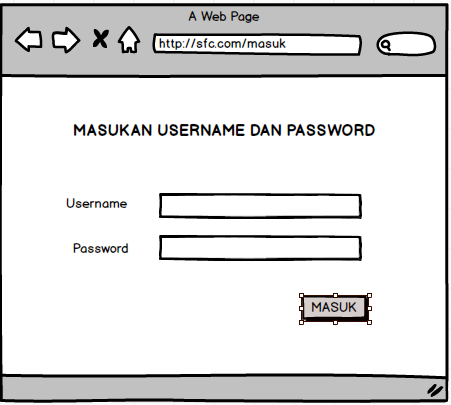 A Web Page
http://sfc.com/masuk
MASUKAN USERNAME DAN PASSWORD
Username
Password
MASUK